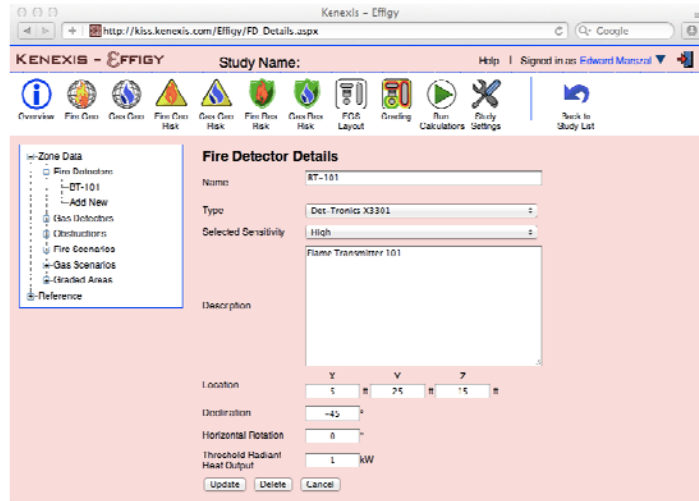 Kenexis – Effigy
http://kiss.kenexis.com/Effigy/FD_Details.aspx
Google
KENEXIS - EFFIGY
Study Name:
Help | Signed in as Edward Marszal
Overview
Fire Geo
Gas Geo
Fire Geo Risk
Gas Geo Risk
Fire Res Risk
Gas Res Risk
FGS Layout
Grading
Run Calculations
Study Settings
Back to Study List
Zone Data
Fire Detectors
BT-101
Add New
Gas Detectors
Obstructions
Fire Scenarios
Gas Scenarios
Graded Areas
Reference
Fire Detector Details
Name
BT-101
Type
Det-Tronics X3301
Selected Sensitivity
High
Description
Flame Transmitter 101
X Y Z
Location
5 ft 25 ft 15 ft
Declination
-45 °
Horizontal Rotation
0 °
Threshold Radiant Heat Output
1 kW
Update Delete Cancel